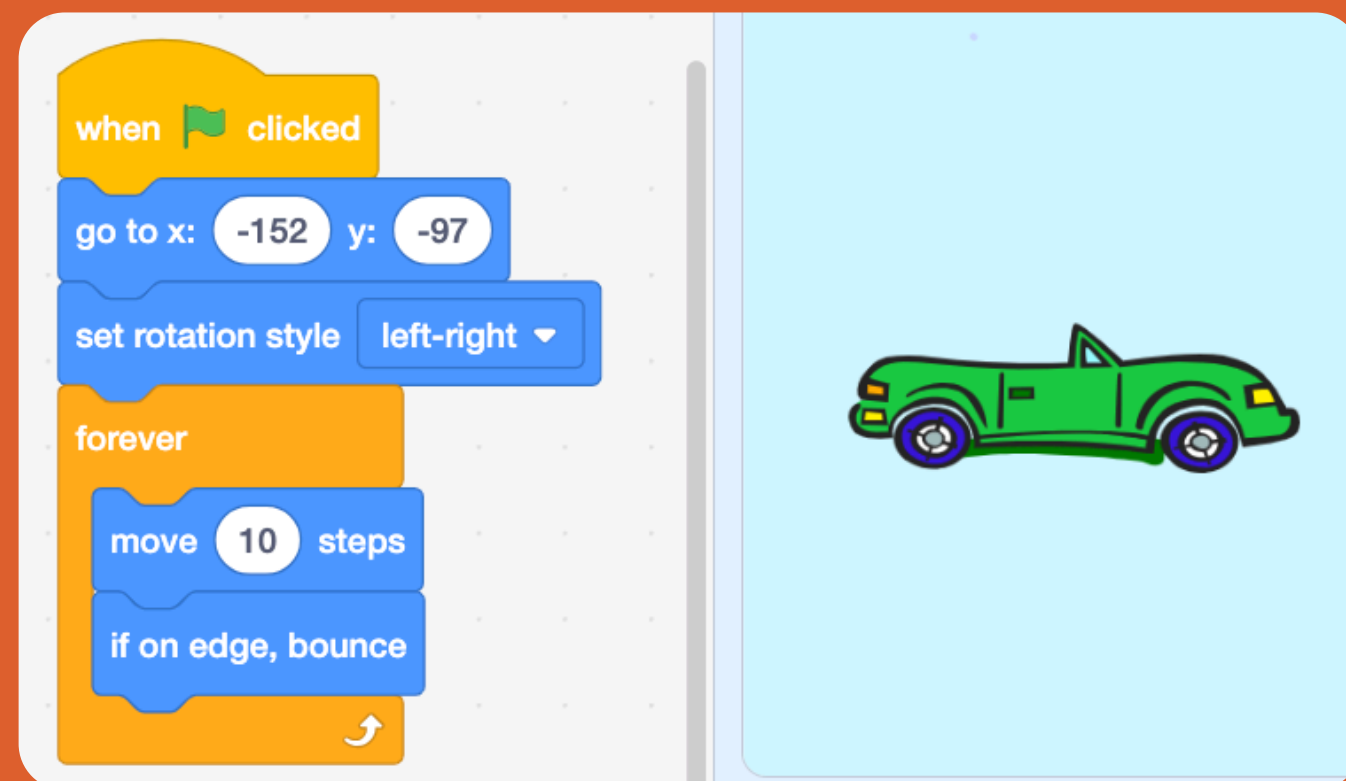 when clicked
go to x: -152 y: -97
set rotation style left-right
forever
move 10 steps
if on edge, bounce